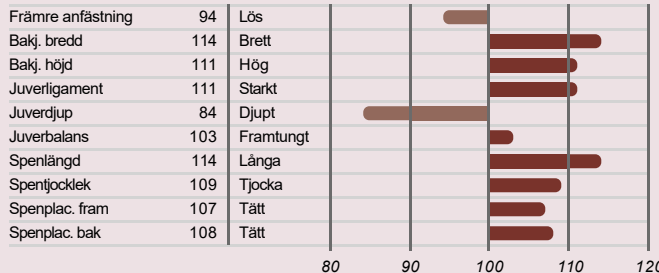 Främre anfästning 94 Lös
Bakj. bredd 114 Brett
Bakj. höjd 111 Hög
Juverligament 111 Starkt
Juverdjup 84 Djupt
Juverbalans 103 Framtungt
Spenlängd 114 Långa
Spentjocklek 109 Tjocka
Spenplac. fram 107 Tätt
Spenplac. bak 108 Tätt
80 90 100 110 120